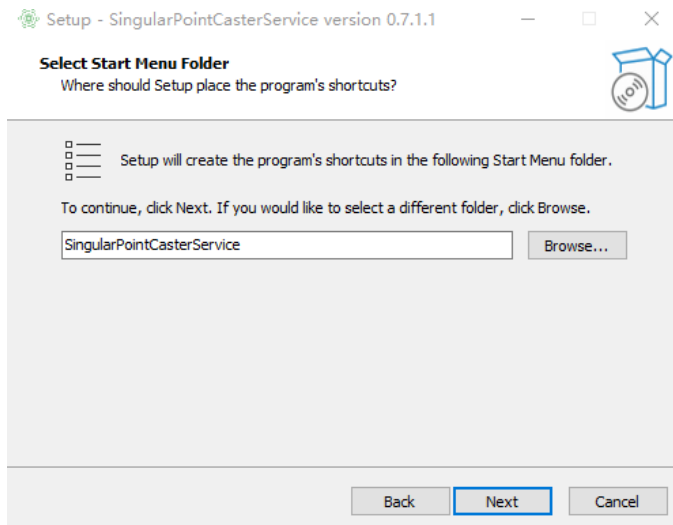 Setup - SingularPointCasterService version 0.7.1.1
Select Start Menu Folder
Where should Setup place the program's shortcuts?
Setup will create the program's shortcuts in the following Start Menu folder.
To continue, click Next. If you would like to select a different folder, click Browse.
SingularPointCasterService
Browse...
Back
Next
Cancel